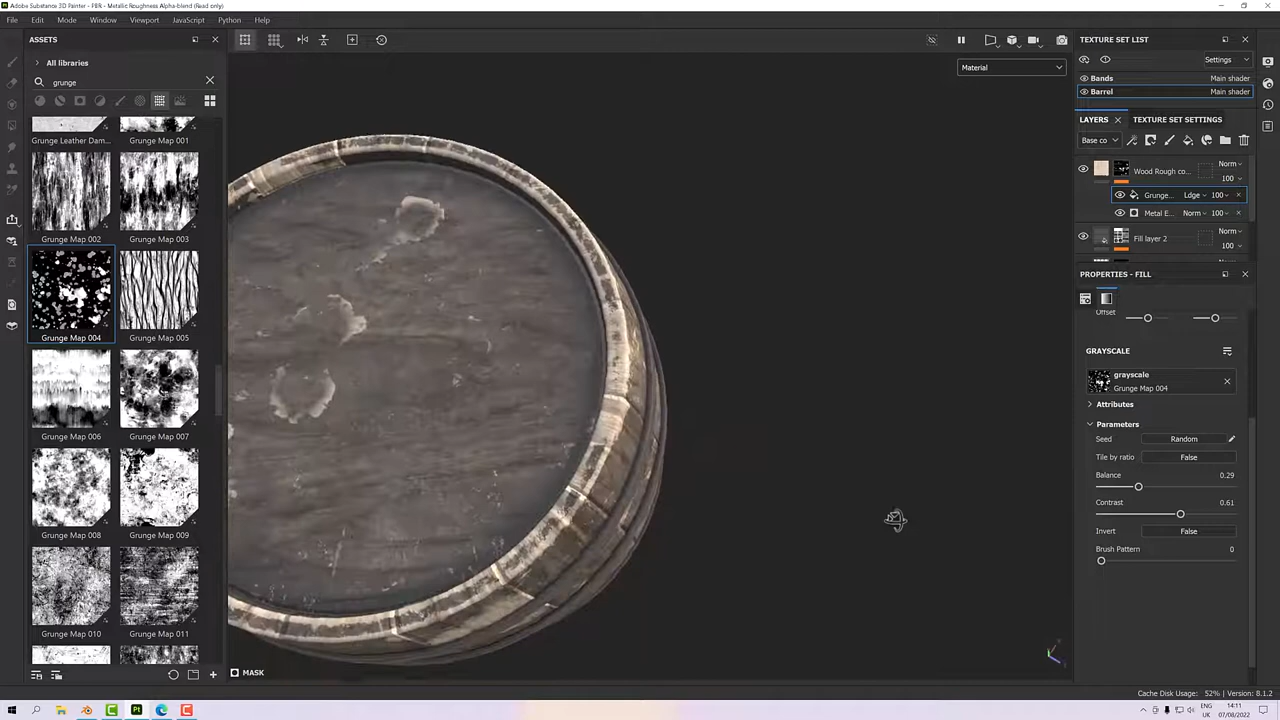 Adobe Substance 3D Painter - PBR - Metallic Roughness Alpha-blend (Read only)
File Edit Mode Window Viewport JavaScript Python Help
ASSETS
All libraries
grunge
Grunge Leather Dam...
Grunge Map 001
Grunge Map 002
Grunge Map 003
Grunge Map 004
Grunge Map 005
Grunge Map 006
Grunge Map 007
Grunge Map 008
Grunge Map 009
Grunge Map 010
Grunge Map 011
Material
MASK
TEXTURE SET LIST
Settings
Bands Main shader
Barrel Main shader
LAYERS
TEXTURE SET SETTINGS
Base co
Wood Rough co...
Norm
100
Grunge... Ldge 100
Metal E... Norm 100
Fill layer 2
Norm
100
PROPERTIES - FILL
Offset
GRAYSCALE
grayscale
Grunge Map 004
Attributes
Parameters
Seed Random
Tile by ratio False
Balance 0.29
Contrast 0.61
Invert False
Brush Pattern 0
Cache Disk Usage: 52% | Version: 8.1.2
ENG
UK
14:11
07/08/2022